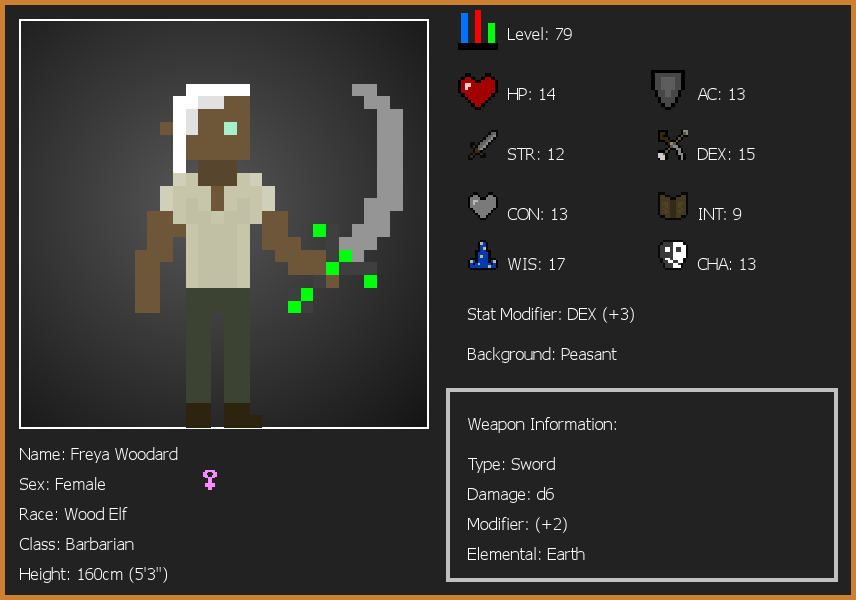 Level: 79
HP: 14
AC: 13
STR: 12
DEX: 15
CON: 13
INT: 9
WIS: 17
CHA: 13
Stat Modifier: DEX (+3)
Background: Peasant
Weapon Information:
Type: Sword
Damage: d6
Modifier: (+2)
Elemental: Earth
Name: Freya Woodard
Sex: Female
Race: Wood Elf
Class: Barbarian
Height: 160cm (5'3")